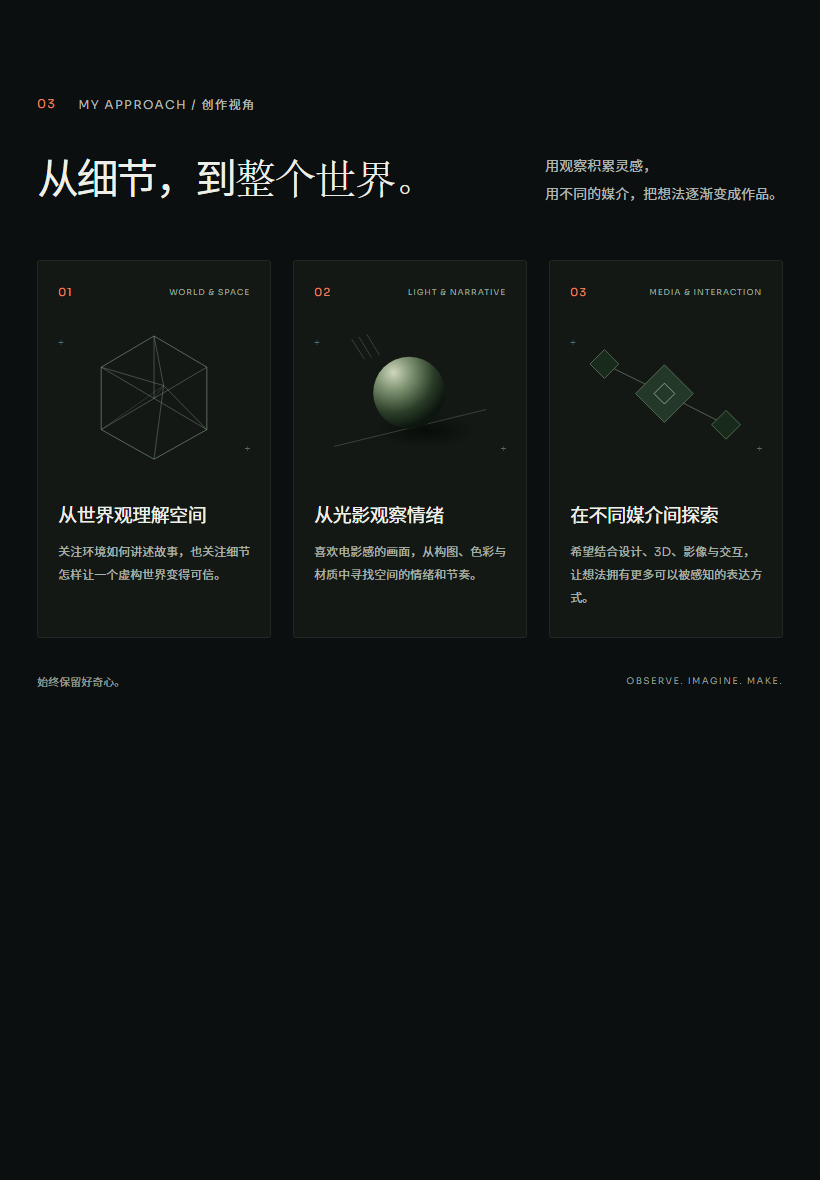 03 MY APPROACH / 创作视角
从细节，到整个世界。
用观察积累灵感，
用不同的媒介，把想法逐渐变成作品。
01 WORLD & SPACE
从世界观理解空间
关注环境如何讲述故事，也关注细节
怎样让一个虚构世界变得可信。
02 LIGHT & NARRATIVE
从光影观察情绪
喜欢电影感的画面，从构图、色彩与
材质中寻找空间的情绪和节奏。
03 MEDIA & INTERACTION
在不同媒介间探索
希望结合设计、3D、影像与交互，
让想法拥有更多可以被感知的表达方
式。
始终保留好奇心。
OBSERVE. IMAGINE. MAKE.